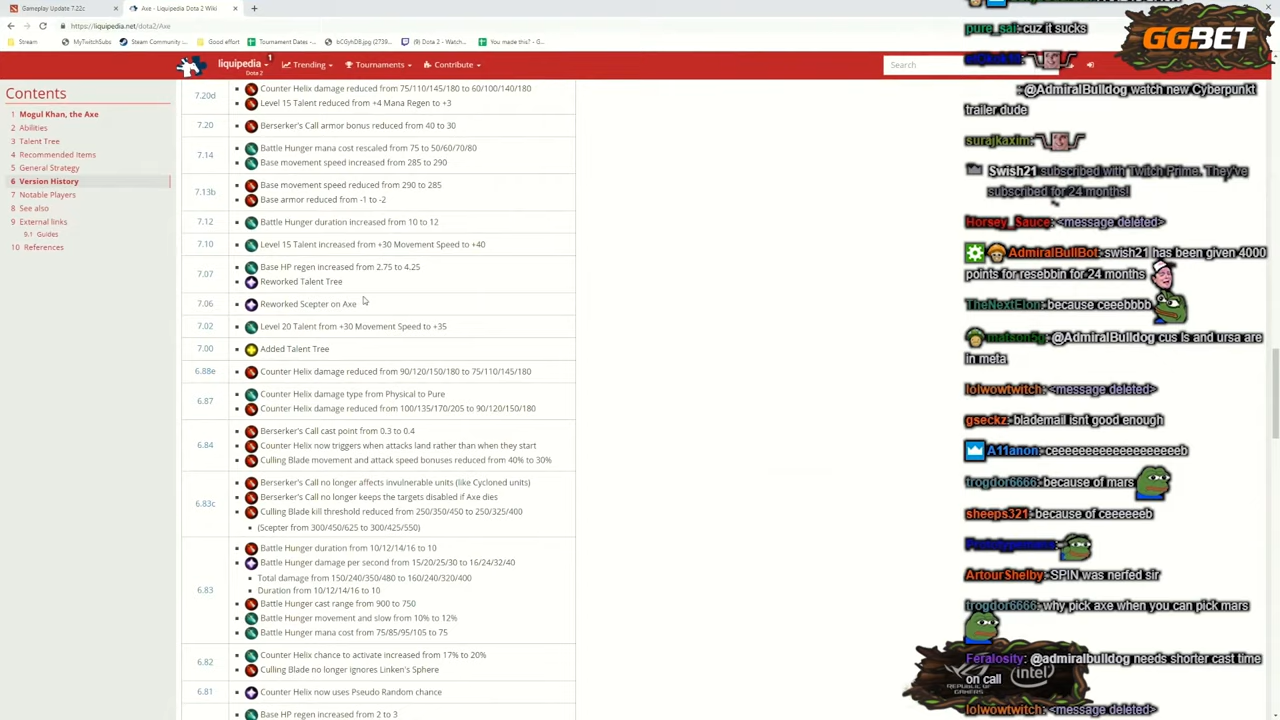 Gameplay Update 7.22c
Axe - Liquipedia Dota 2 Wiki
https://liquipedia.net/dota2/Axe
Stream
MyTwitchSubs
Steam Community ...
Good effort
Tournament Dates -...
(1) Dota 2 - Watch...
You made this? - G...
liquipedia
Dota 2
Trending
Tournaments
Contribute
Search
Contents
1 Mogul Khan, the Axe
2 Abilities
3 Talent Tree
4 Recommended Items
5 General Strategy
6 Version History
7 Notable Players
8 See also
9 External links
9.1 Guides
10 References
7.20d
Counter Helix damage reduced from 75/110/145/180 to 60/100/140/180
Level 15 Talent reduced from +4 Mana Regen to +3
7.20
Berserker's Call armor bonus reduced from 40 to 30
7.14
Battle Hunger mana cost rescaled from 75 to 50/60/70/80
Base movement speed increased from 285 to 290
7.13b
Base movement speed reduced from 290 to 285
Base armor reduced from -1 to -2
7.12
Battle Hunger duration increased from 10 to 12
7.10
Level 15 Talent increased from +30 Movement Speed to +40
7.07
Base HP regen increased from 2.75 to 4.25
Reworked Talent Tree
7.06
Reworked Scepter on Axe
7.02
Level 20 Talent from +30 Movement Speed to +35
7.00
Added Talent Tree
6.88e
Counter Helix damage reduced from 90/120/150/180 to 75/110/145/180
6.87
Counter Helix damage type from Physical to Pure
Counter Helix damage reduced from 100/135/170/205 to 90/120/150/180
6.84
Berserker's Call cast point from 0.3 to 0.4
Counter Helix now triggers when attacks land rather than when they start
Culling Blade movement and attack speed bonuses reduced from 40% to 30%
6.83c
Berserker's Call no longer affects invulnerable units (like Cycloned units)
Berserker's Call no longer keeps the targets disabled if Axe dies
Culling Blade kill threshold reduced from 250/350/450 to 250/325/400
(Scepter from 300/450/625 to 300/425/550)
6.83
Battle Hunger duration from 10/12/14/16 to 10
Battle Hunger damage per second from 15/20/25/30 to 16/24/32/40
Total damage from 150/240/350/480 to 160/240/320/400
Duration from 10/12/14/16 to 10
Battle Hunger cast range from 900 to 750
Battle Hunger movement and slow from 10% to 12%
Battle Hunger mana cost from 75/85/95/105 to 75
6.82
Counter Helix chance to activate increased from 17% to 20%
Culling Blade no longer ignores Linken's Sphere
6.81
Counter Helix now uses Pseudo Random chance
GG.BET
pure_sali: cuz it sucks
: @AdmiralBulldog watch new Cyberpunkt
trailer dude
surajkaxim:
Swish21 subscribed with Twitch Prime. They've
subscribed for 24 months!
Horsey_Sauce: <message deleted>
AdmiralBullBot: swish21 has been given 4000
points for resebbin for 24 months
TheNextElon: because ceeebbbb
matson5g: @AdmiralBulldog cus ls and ursa are
in meta
lolwowtwitch: <message deleted>
gseckz: blademail isnt good enough
A11anon: ceeeeeeeeeeeeeeeeeeeeeb
trogdor6666: because of mars
sheeps321: because of ceeeeeeb
ArtourShelby: SPIN was nerfed sir
trogdor6666: why pick axe when you can pick mars
Feralosity: @admiralbulldog needs shorter cast time
on call
REPUBLIC OF
GAMERS
intel
lolwowtwitch: <message deleted>